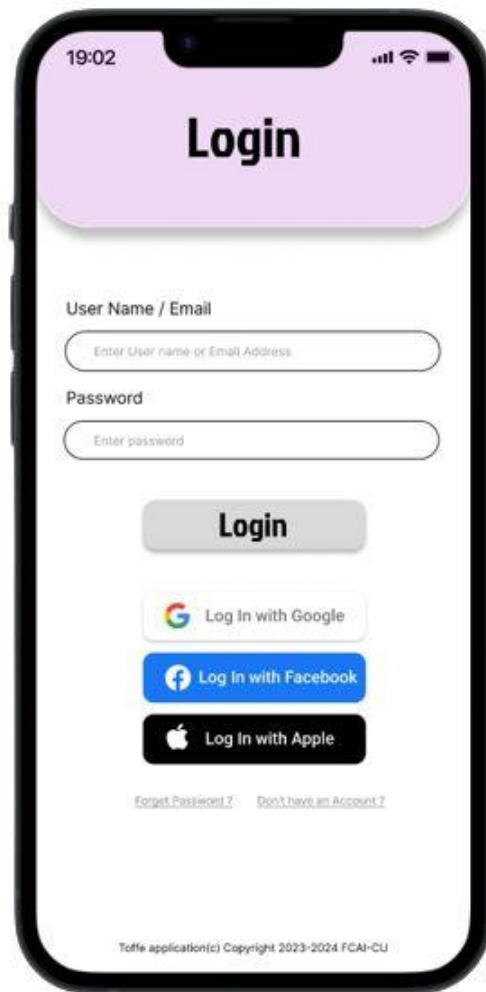 19:02
Login
User Name / Email
Enter User name or Email Address
Password
Enter password
Login
Log In with Google
Log In with Facebook
Log In with Apple
Forget Password ? Don't have an Account ?
Toffe application(c) Copyright 2023-2024 FCAI-CU